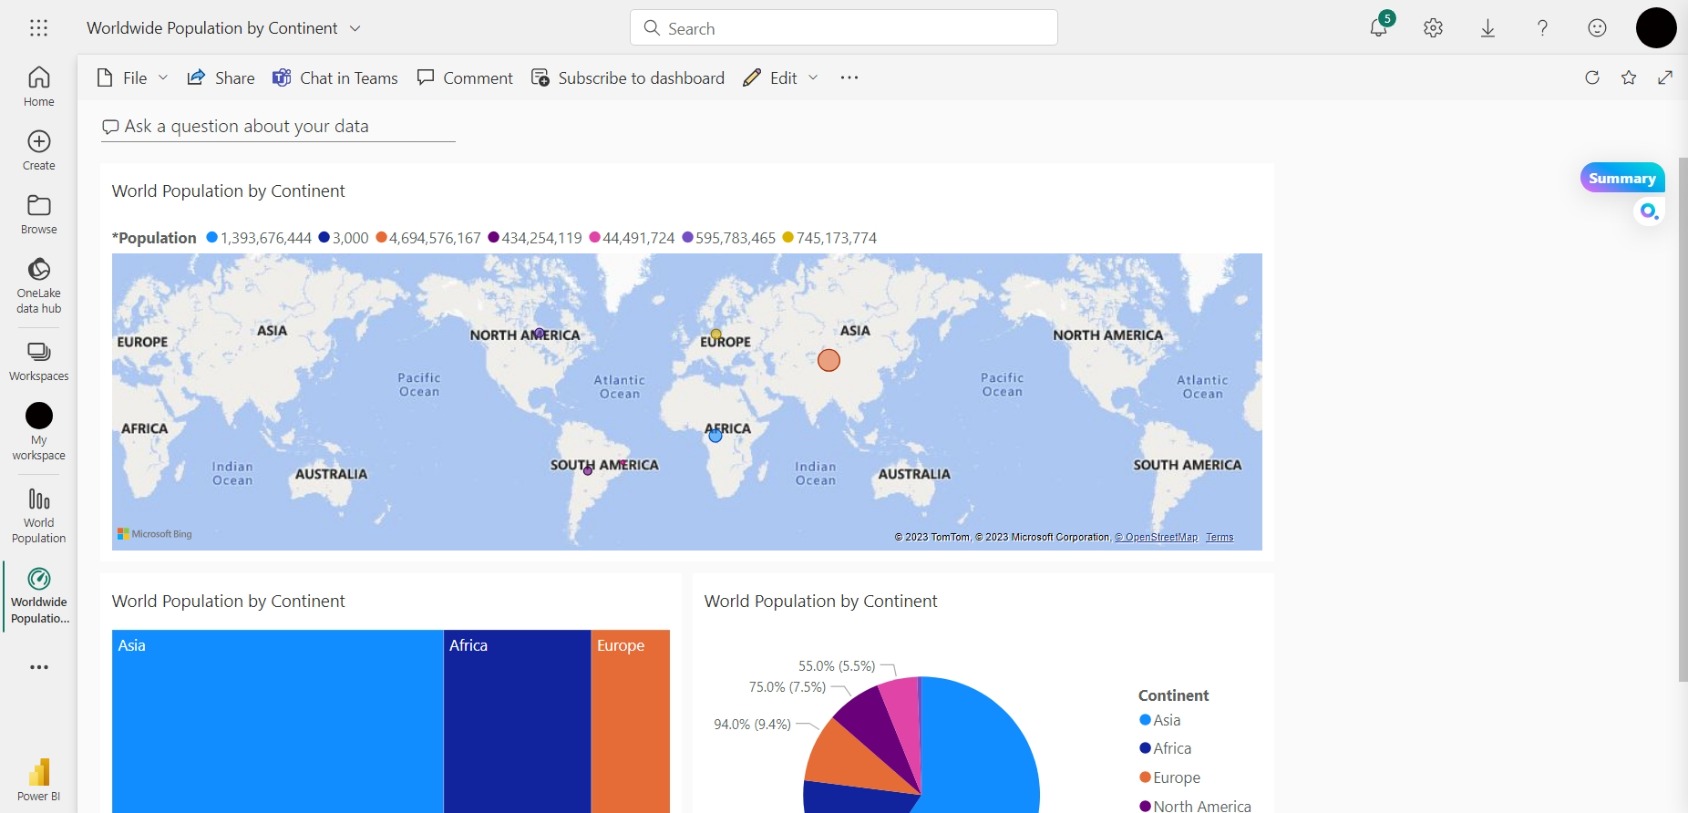 Worldwide Population by Continent
Search
5
Home
Create
Browse
OneLake
data hub
Workspaces
My
workspace
World
Population
Worldwide
Populatio...
Power BI
File
Share
Chat in Teams
Comment
Subscribe to dashboard
Edit
Ask a question about your data
Summary
World Population by Continent
*Population 1,393,676,444 3,000 4,694,576,167 434,254,119 44,491,724 595,783,465 745,173,774
EUROPE
ASIA
NORTH AMERICA
EUROPE
ASIA
NORTH AMERICA
Pacific
Ocean
Atlantic
Ocean
Pacific
Ocean
Atlantic
Ocean
AFRICA
AFRICA
Indian
Ocean
AUSTRALIA
SOUTH AMERICA
Indian
Ocean
AUSTRALIA
SOUTH AMERICA
Microsoft Bing
© 2023 TomTom, © 2023 Microsoft Corporation, © OpenStreetMap Terms
World Population by Continent
Asia
Africa
Europe
World Population by Continent
55.0% (5.5%)
75.0% (7.5%)
94.0% (9.4%)
Continent
Asia
Africa
Europe
North America